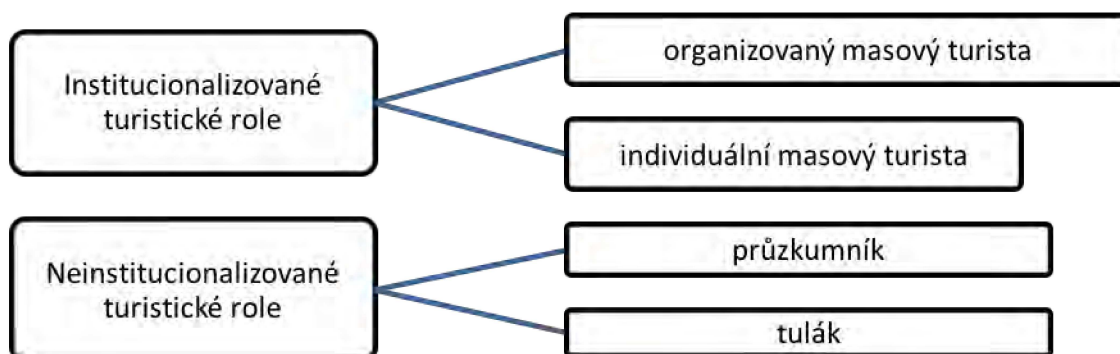 Institucionalizované
turistické role
organizovaný masový turista
individuální masový turista
Neinstitucionalizované
turistické role
průzkumník
tulák